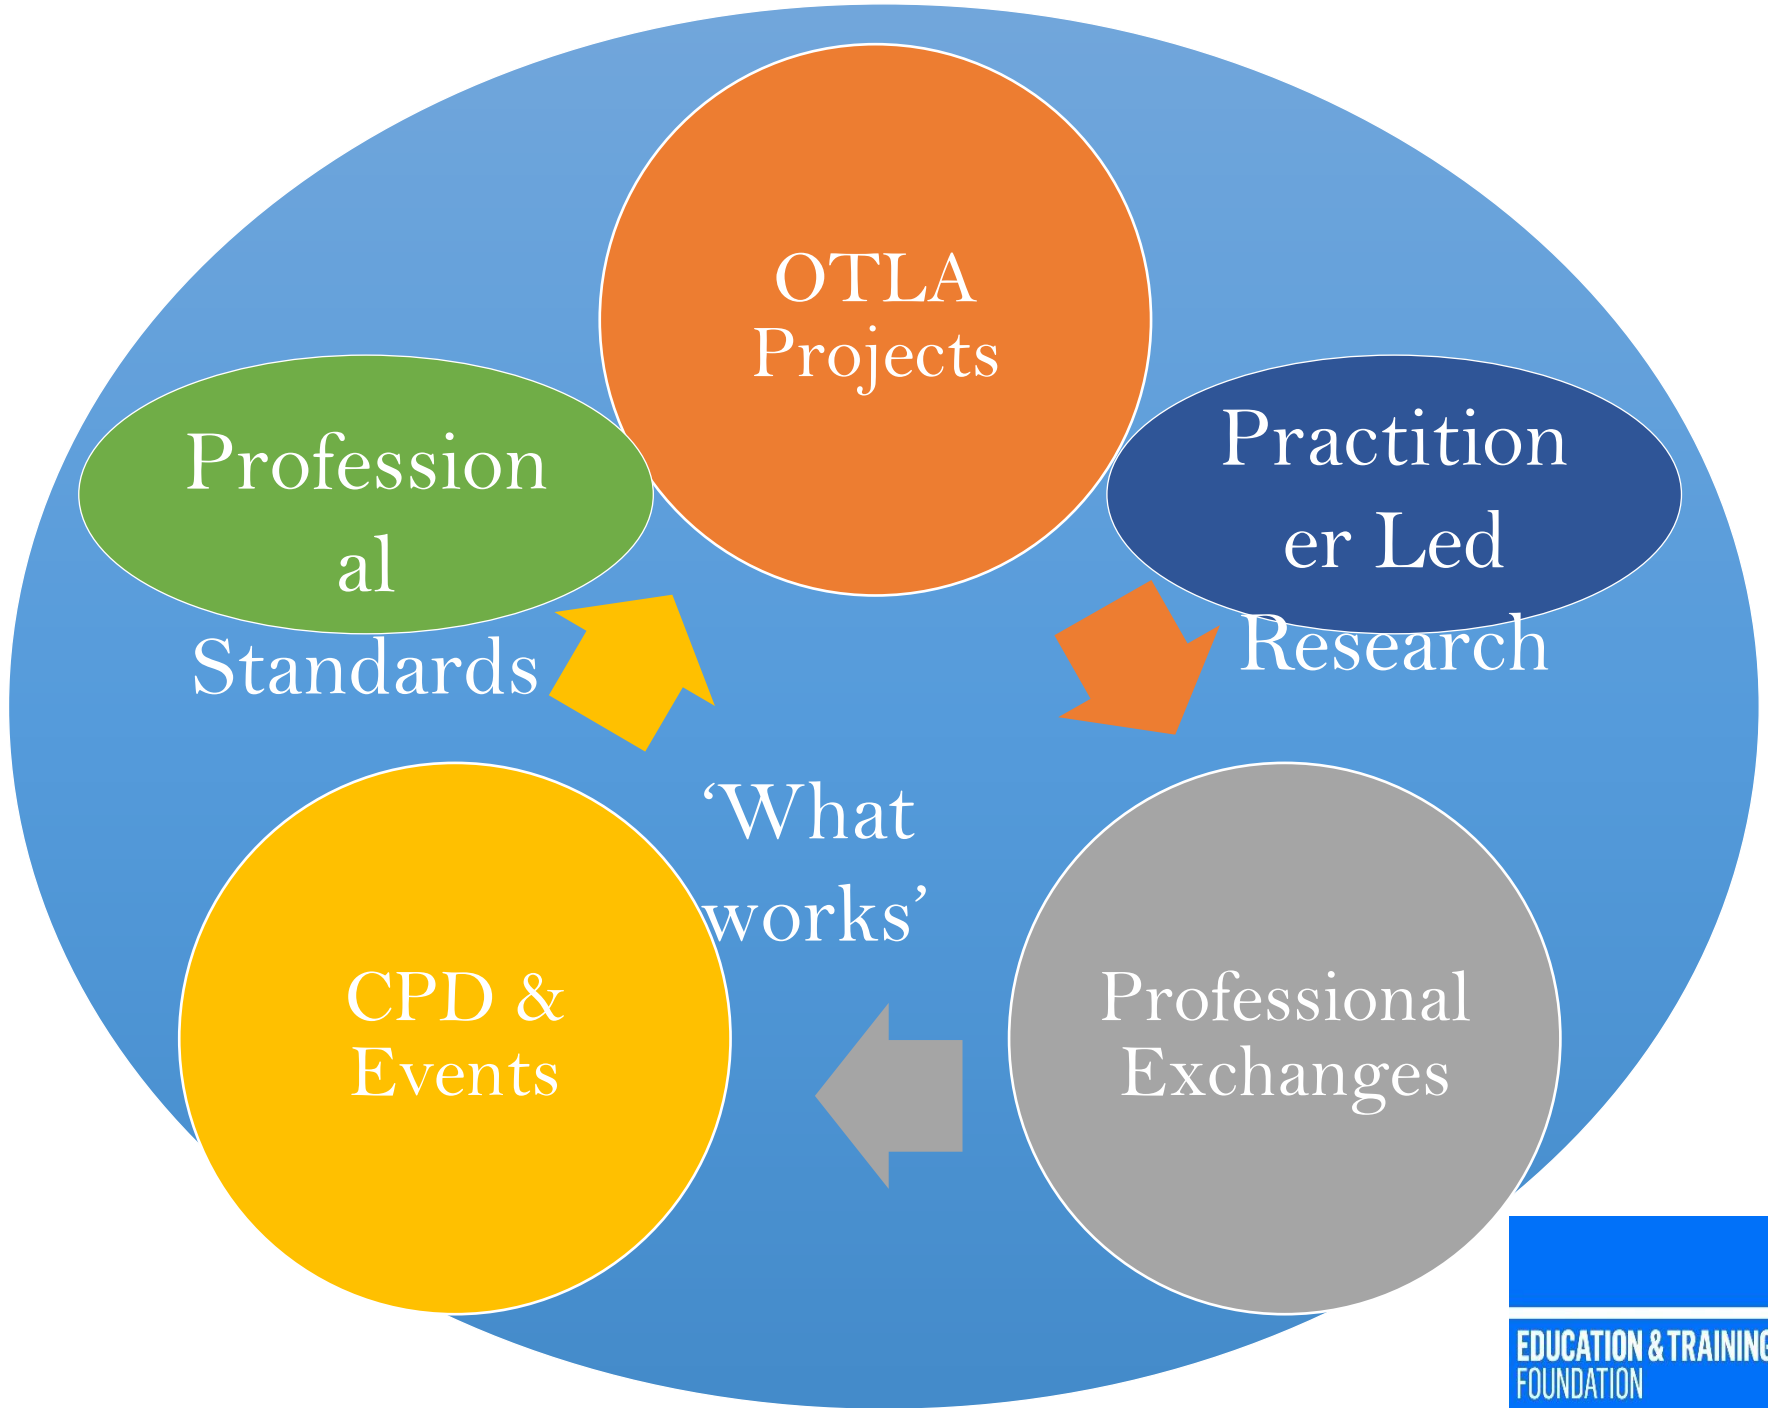 OTLA
Projects
Profession
al
Standards
Practition
er Led
Research
‘What
works’
CPD &
Events
Professional
Exchanges
EDUCATION & TRAINING
FOUNDATION